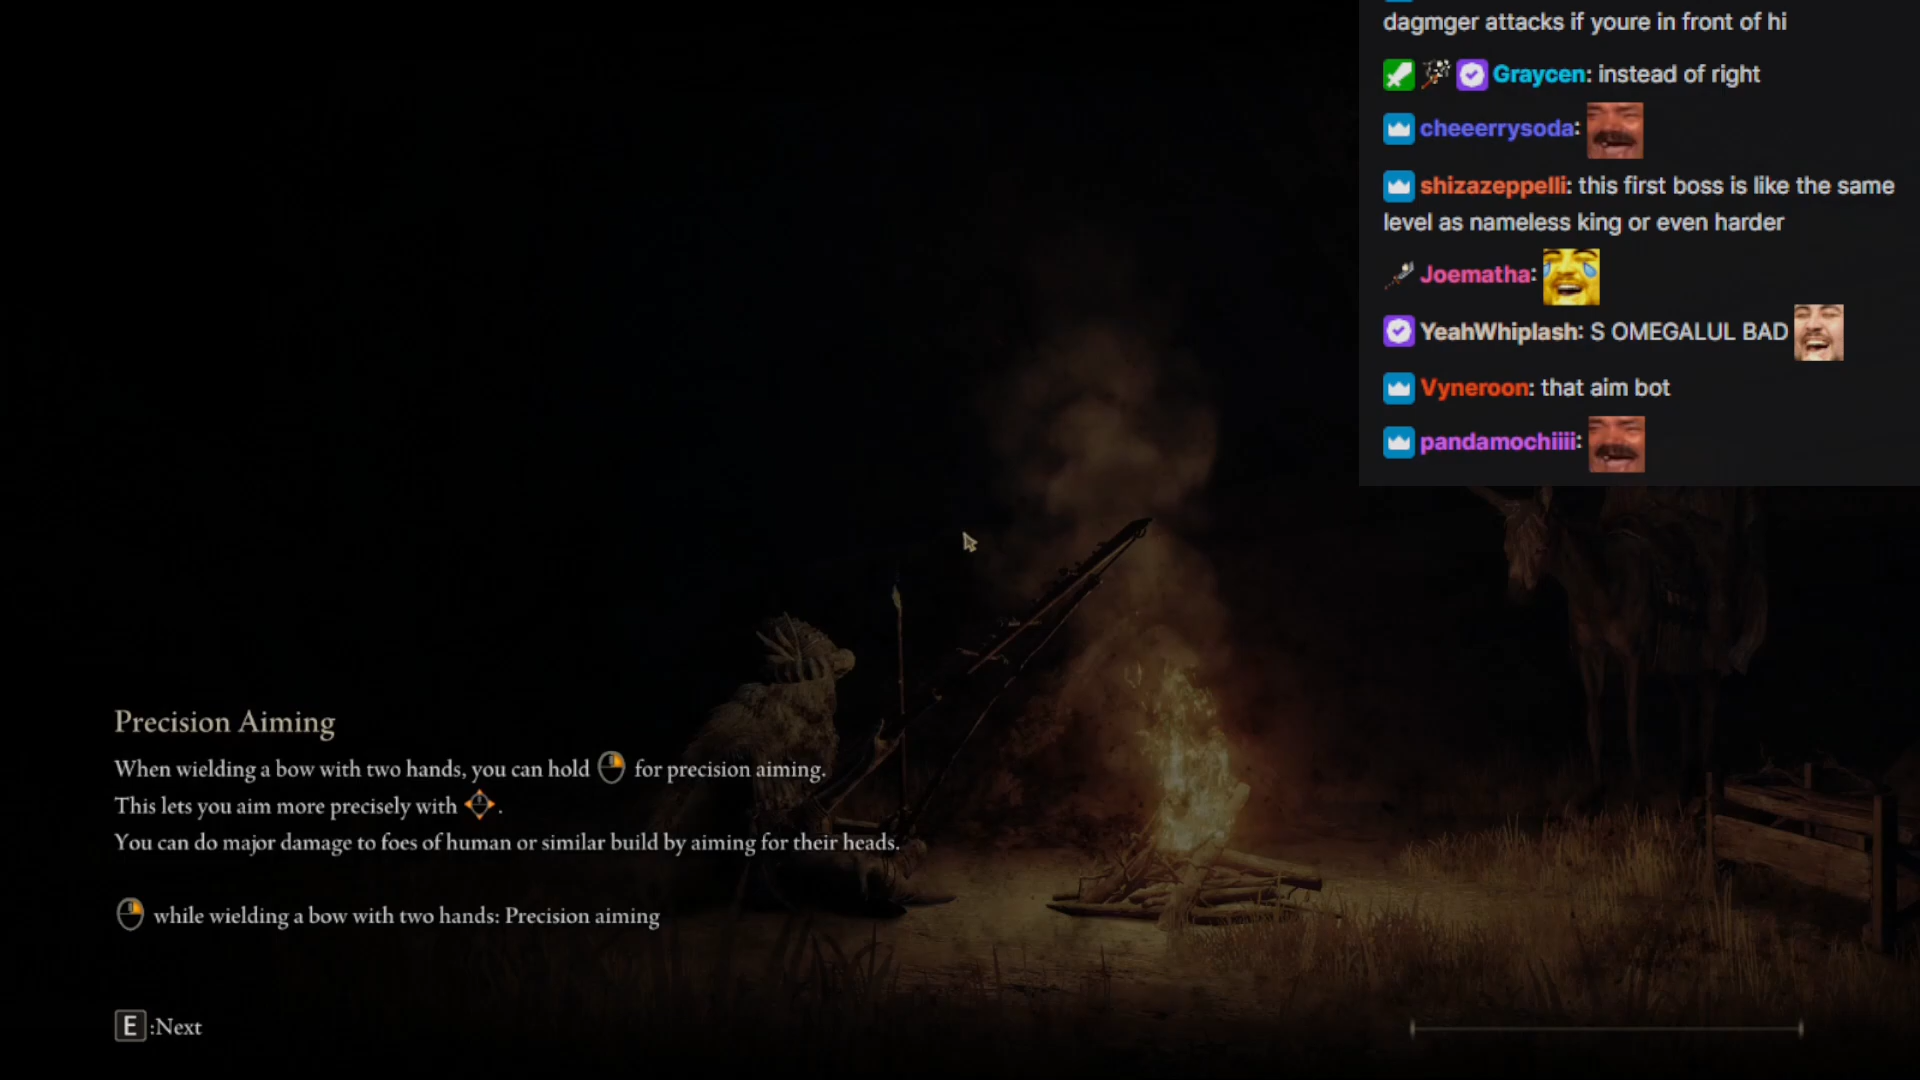 dagmger attacks if youre in front of hi
Graycen: instead of right
cheeerrysoda:
shizazeppelli: this first boss is like the same
level as nameless king or even harder
Joematha:
YeahWhiplash: S OMEGALUL BAD
Vyneroon: that aim bot
pandamochiiii:
Precision Aiming
When wielding a bow with two hands, you can hold for precision aiming.
This lets you aim more precisely with .
You can do major damage to foes of human or similar build by aiming for their heads.
while wielding a bow with two hands: Precision aiming
E :Next